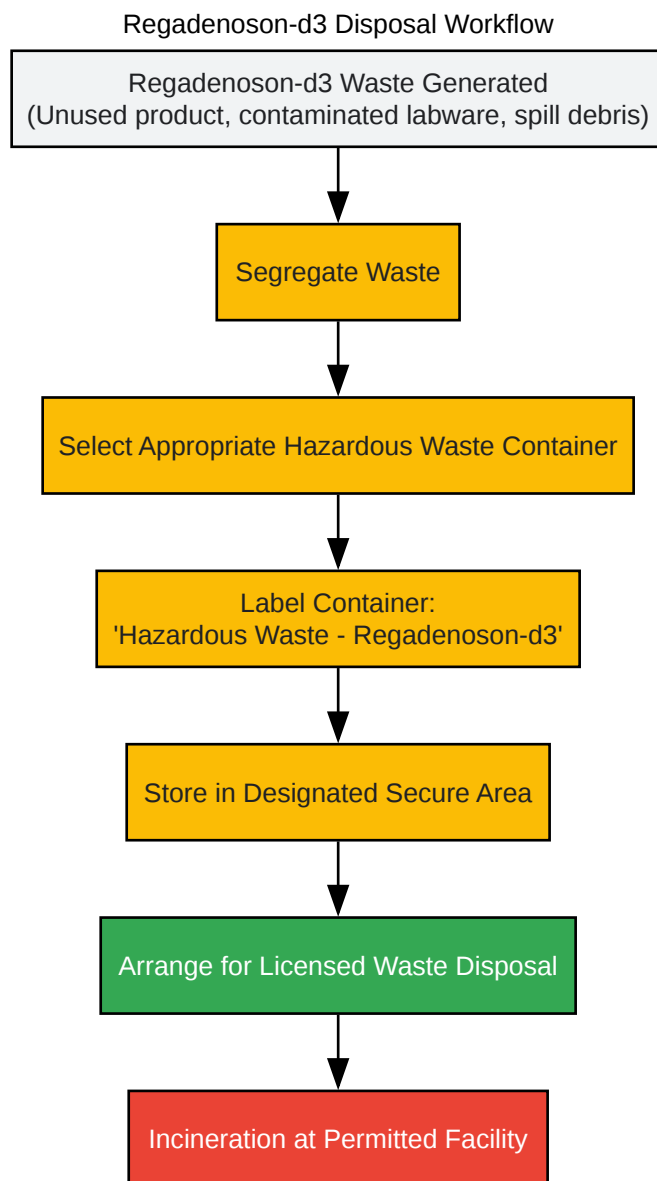 Regadenoson-d3 Disposal Workflow
Regadenoson-d3 Waste Generated
(Unused product, contaminated labware, spill debris)
Segregate Waste
Select Appropriate Hazardous Waste Container
Label Container:
'Hazardous Waste - Regadenoson-d3'
Store in Designated Secure Area
Arrange for Licensed Waste Disposal
Incineration at Permitted Facility